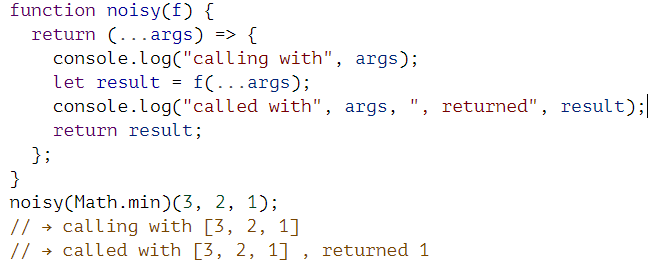 function noisy(f) {
  return (...args) => {
    console.log("calling with", args);
    let result = f(...args);
    console.log("called with", args, ", returned", result);
    return result;
  };
}
noisy(Math.min)(3, 2, 1);
// → calling with [3, 2, 1]
// → called with [3, 2, 1] , returned 1